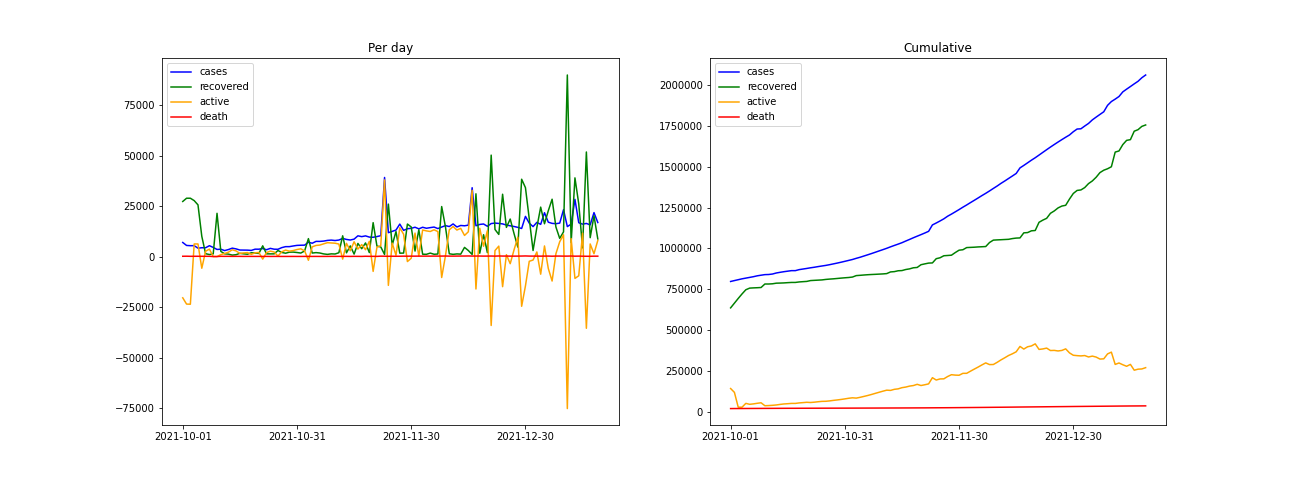 Per day
cases
recovered
active
death
75000
50000
25000
0
−25000
−50000
−75000
2021-10-01
2021-10-31
2021-11-30
2021-12-30
Cumulative
cases
recovered
active
death
2000000
1750000
1500000
1250000
1000000
750000
500000
250000
0
2021-10-01
2021-10-31
2021-11-30
2021-12-30